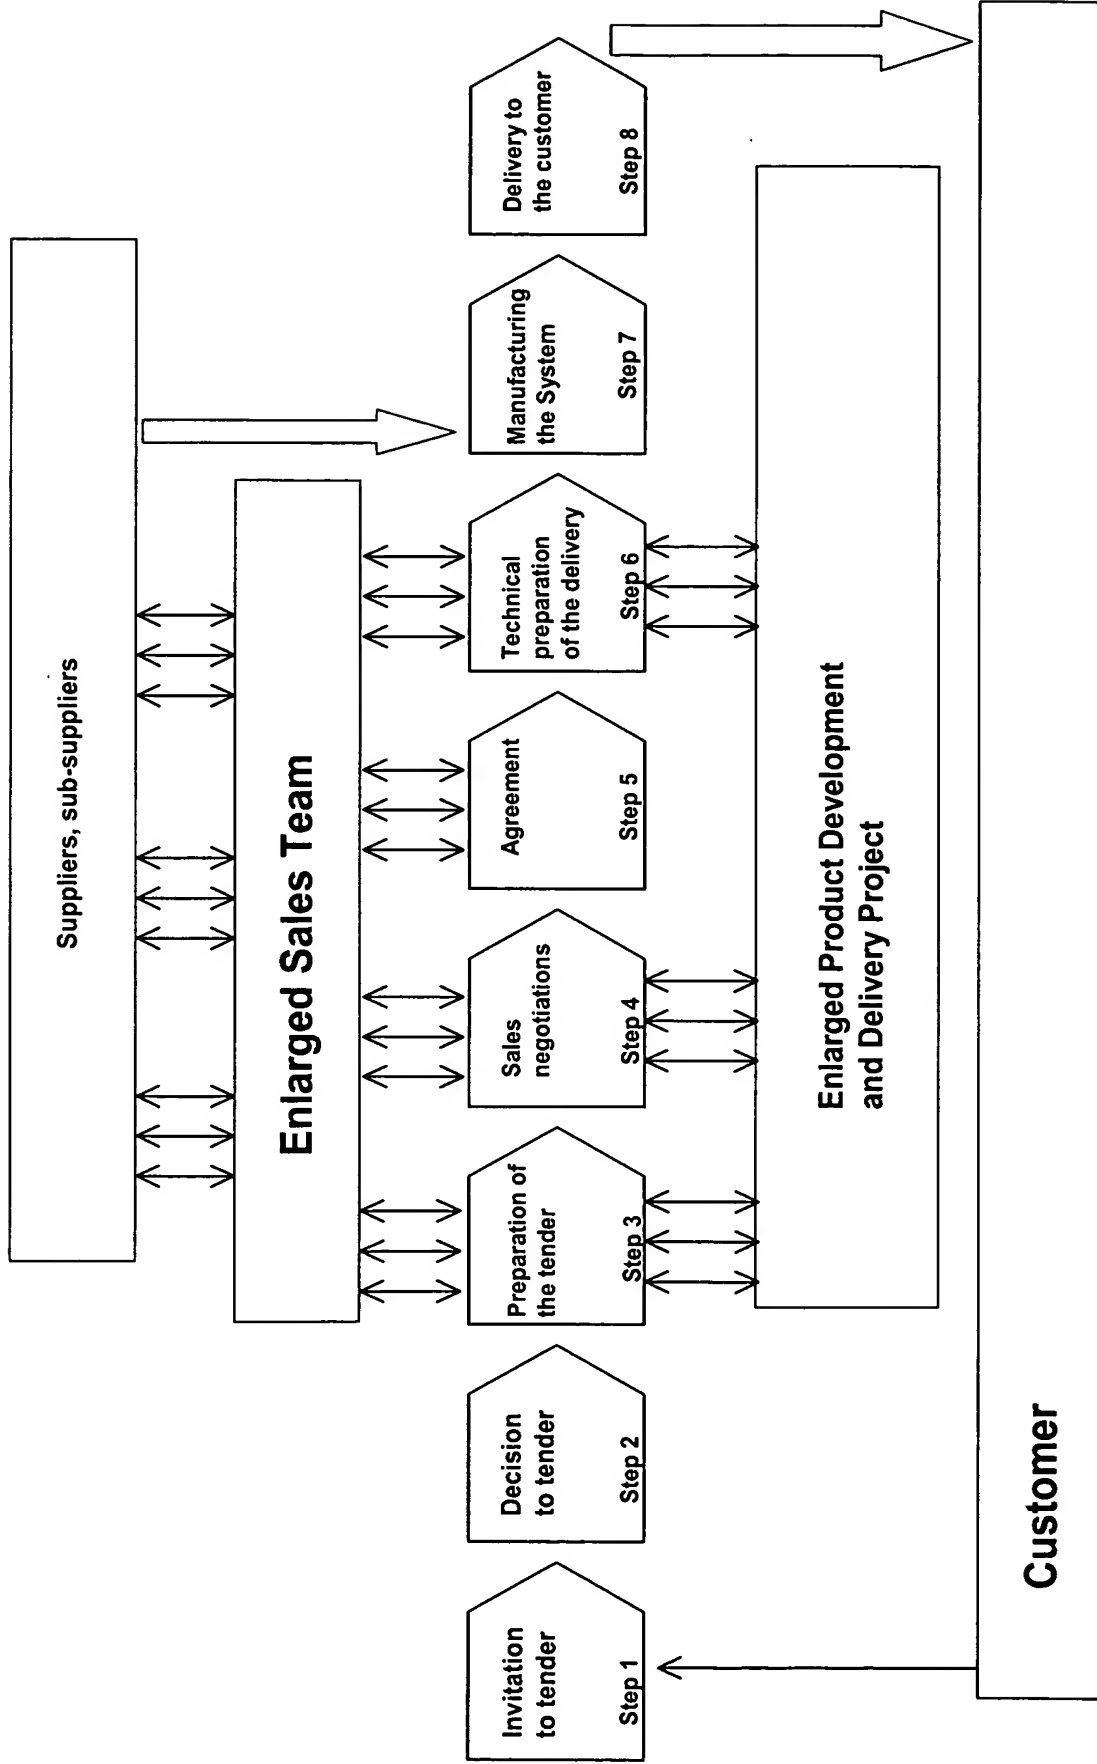 Suppliers, sub-suppliers
Enlarged Sales Team
Invitation
to tender
Step 1
Decision
to tender
Step 2
Preparation of
the tender
Step 3
Sales
negotiations
Step 4
Agreement
Step 5
Technical
preparation
of the delivery
Step 6
Manufacturing
the System
Step 7
Delivery to
the customer
Step 8
Enlarged Product Development
and Delivery Project
Customer